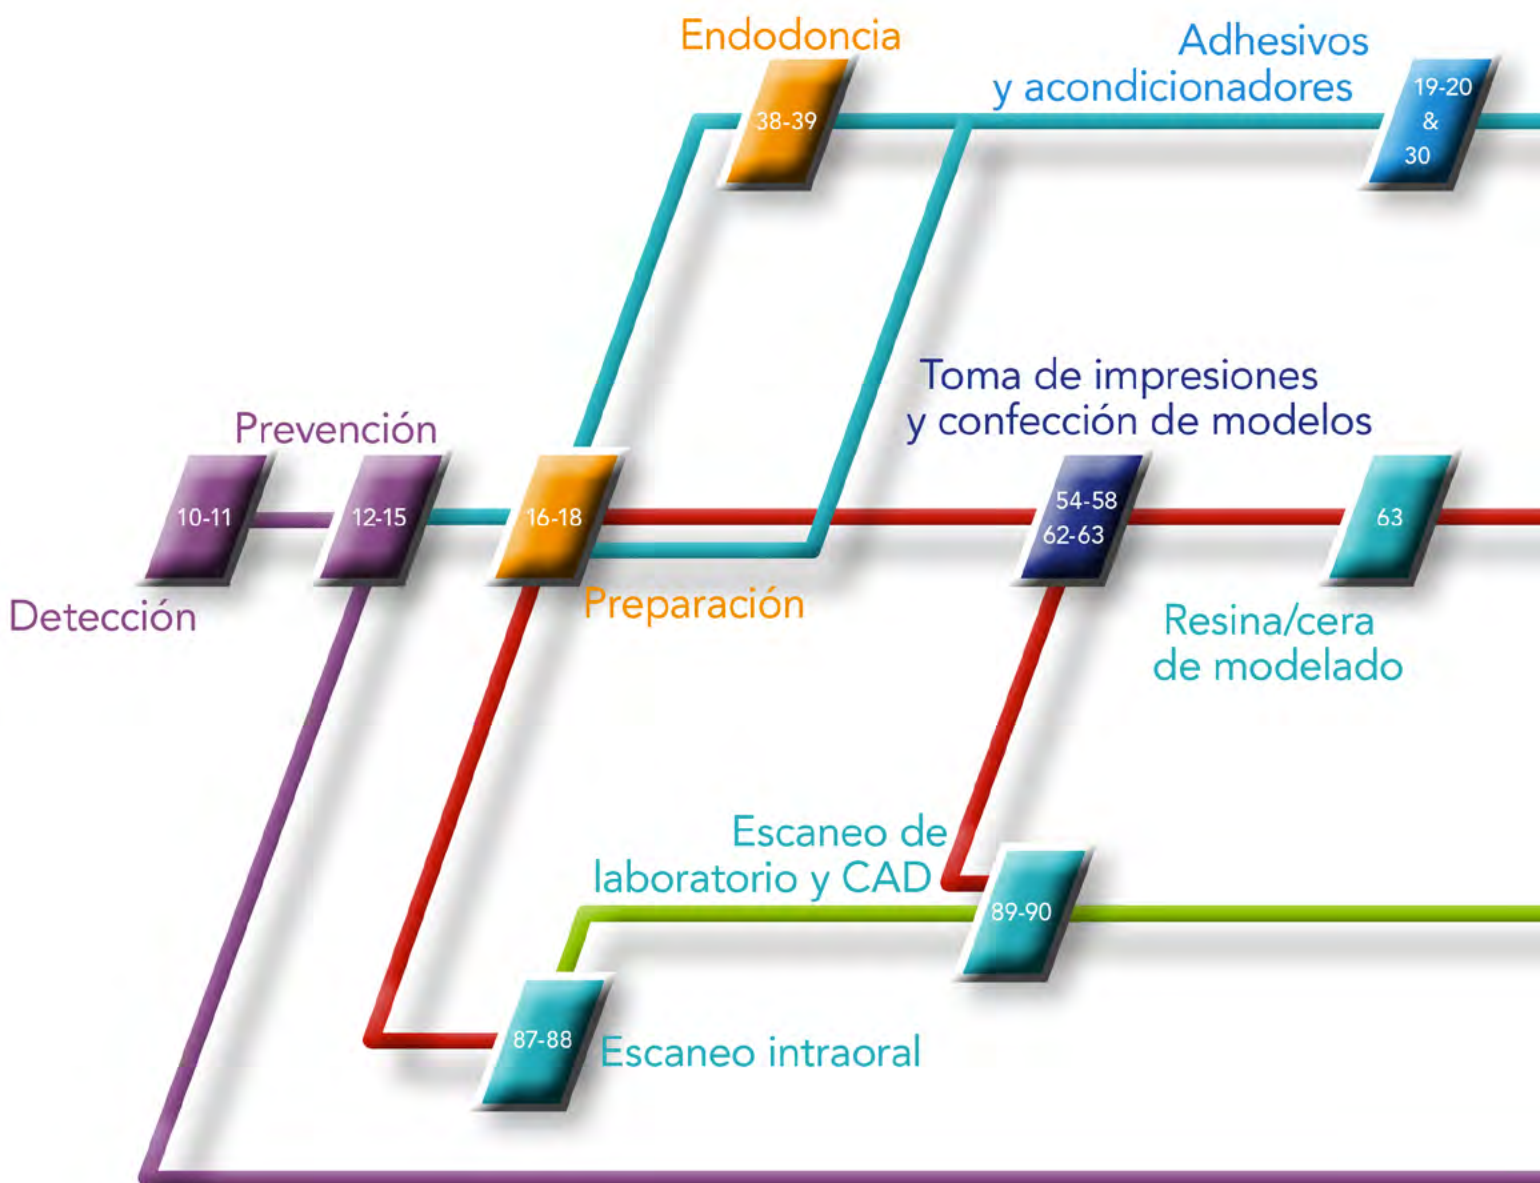 Endodoncia
38-39
Adhesivos
y acondicionadores
19-20
&
30
Toma de impresiones
y confección de modelos
Prevención
10-11
12-15
16-18
54-58
62-63
63
Detección
Preparación
Resina/cera
de modelado
Escaneo de
laboratorio y CAD
89-90
87-88
Escaneo intraoral